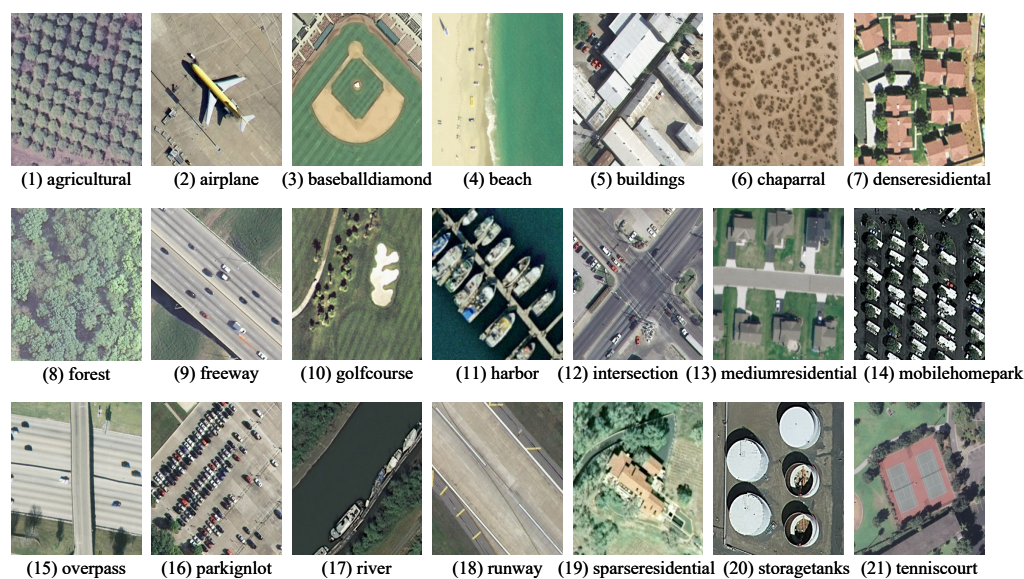 (1) agricultural (2) airplane (3) baseballdiamond (4) beach (5) buildings (6) chaparral (7) denseresidiental
(8) forest (9) freeway (10) golfcourse (11) harbor (12) intersection (13) mediumresidential (14) mobilehomepark
(15) overpass (16) parkignlot (17) river (18) runway (19) sparseresidential (20) storagetanks (21) tenniscourt